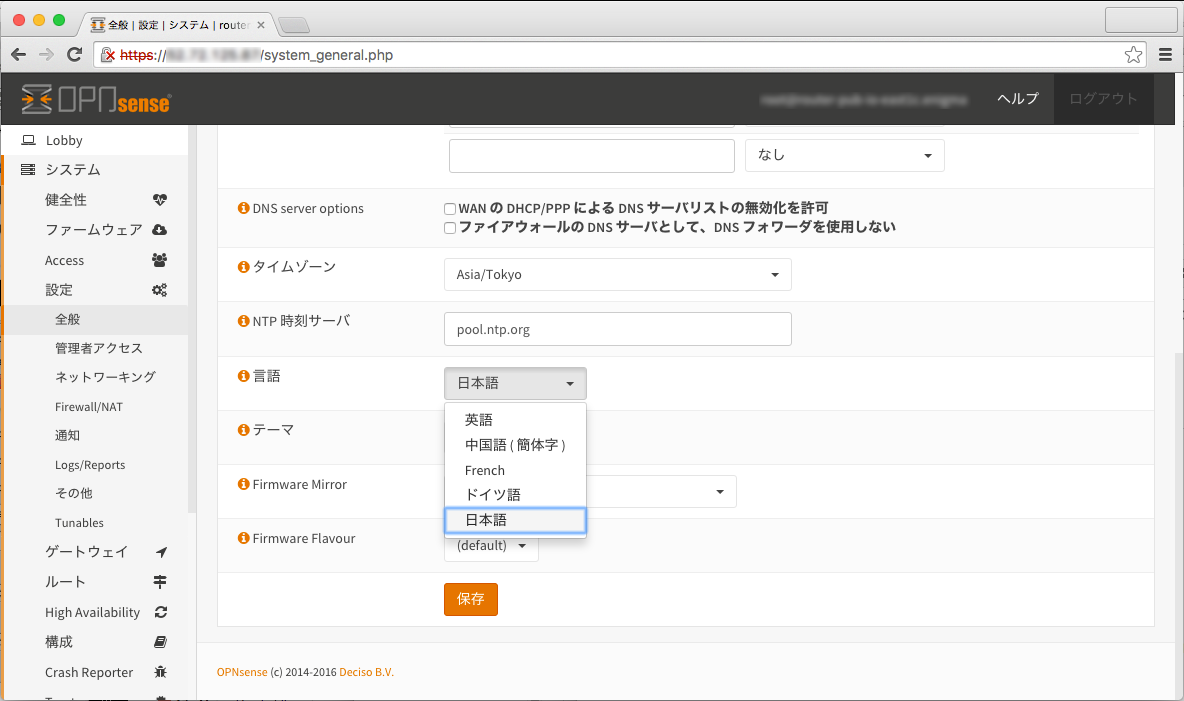 全般 | 設定 | システム | router
https://
/system_general.php
OPNsense
ヘルプ
ログアウト
Lobby
システム
健全性
ファームウェア
Access
設定
全般
管理者アクセス
ネットワーキング
Firewall/NAT
通知
Logs/Reports
その他
Tunables
ゲートウェイ
ルート
High Availability
構成
Crash Reporter
なし
DNS server options
WAN の DHCP/PPP による DNS サーバリストの無効化を許可
ファイアウォールの DNS サーバとして、DNS フォワーダを使用しない
タイムゾーン
Asia/Tokyo
NTP 時刻サーバ
pool.ntp.org
言語
日本語
英語
中国語 ( 簡体字 )
French
ドイツ語
日本語
テーマ
Firmware Mirror
Firmware Flavour
(default)
保存
OPNsense (c) 2014-2016 Deciso B.V.